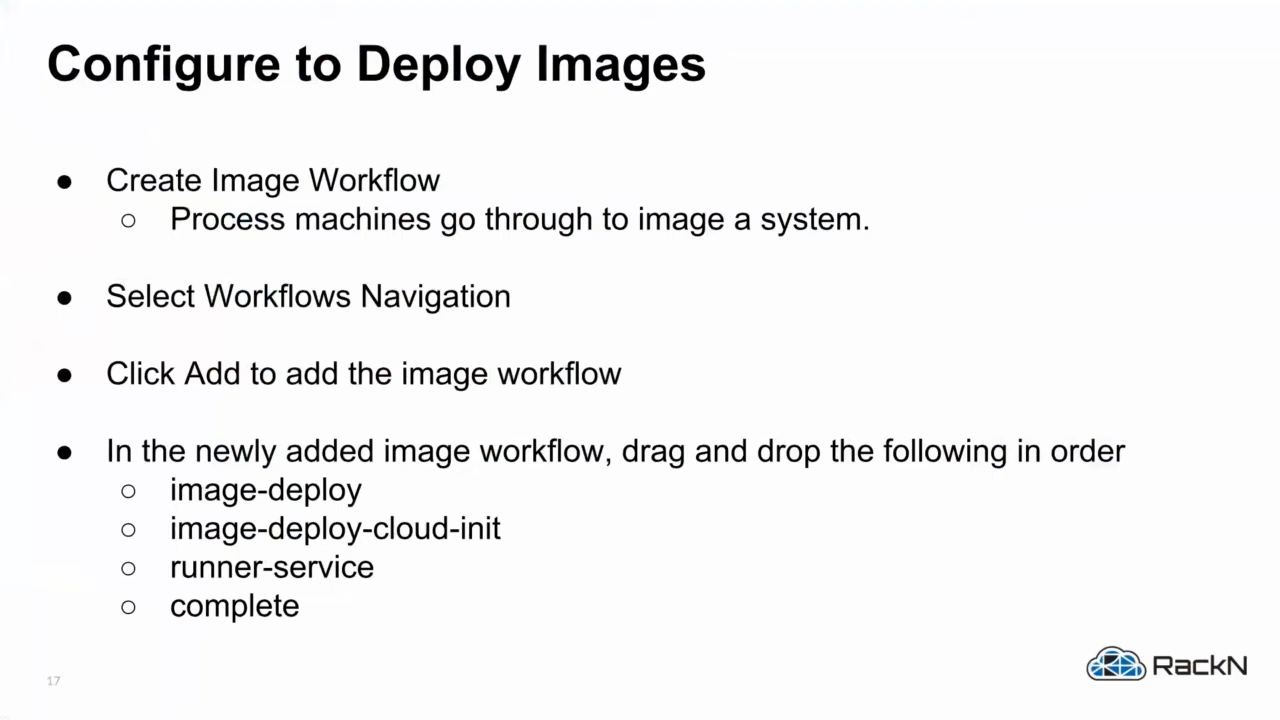 Configure to Deploy Images
● Create Image Workflow
○ Process machines go through to image a system.
● Select Workflows Navigation
● Click Add to add the image workflow
● In the newly added image workflow, drag and drop the following in order
○ image-deploy
○ image-deploy-cloud-init
○ runner-service
○ complete
17
RackN